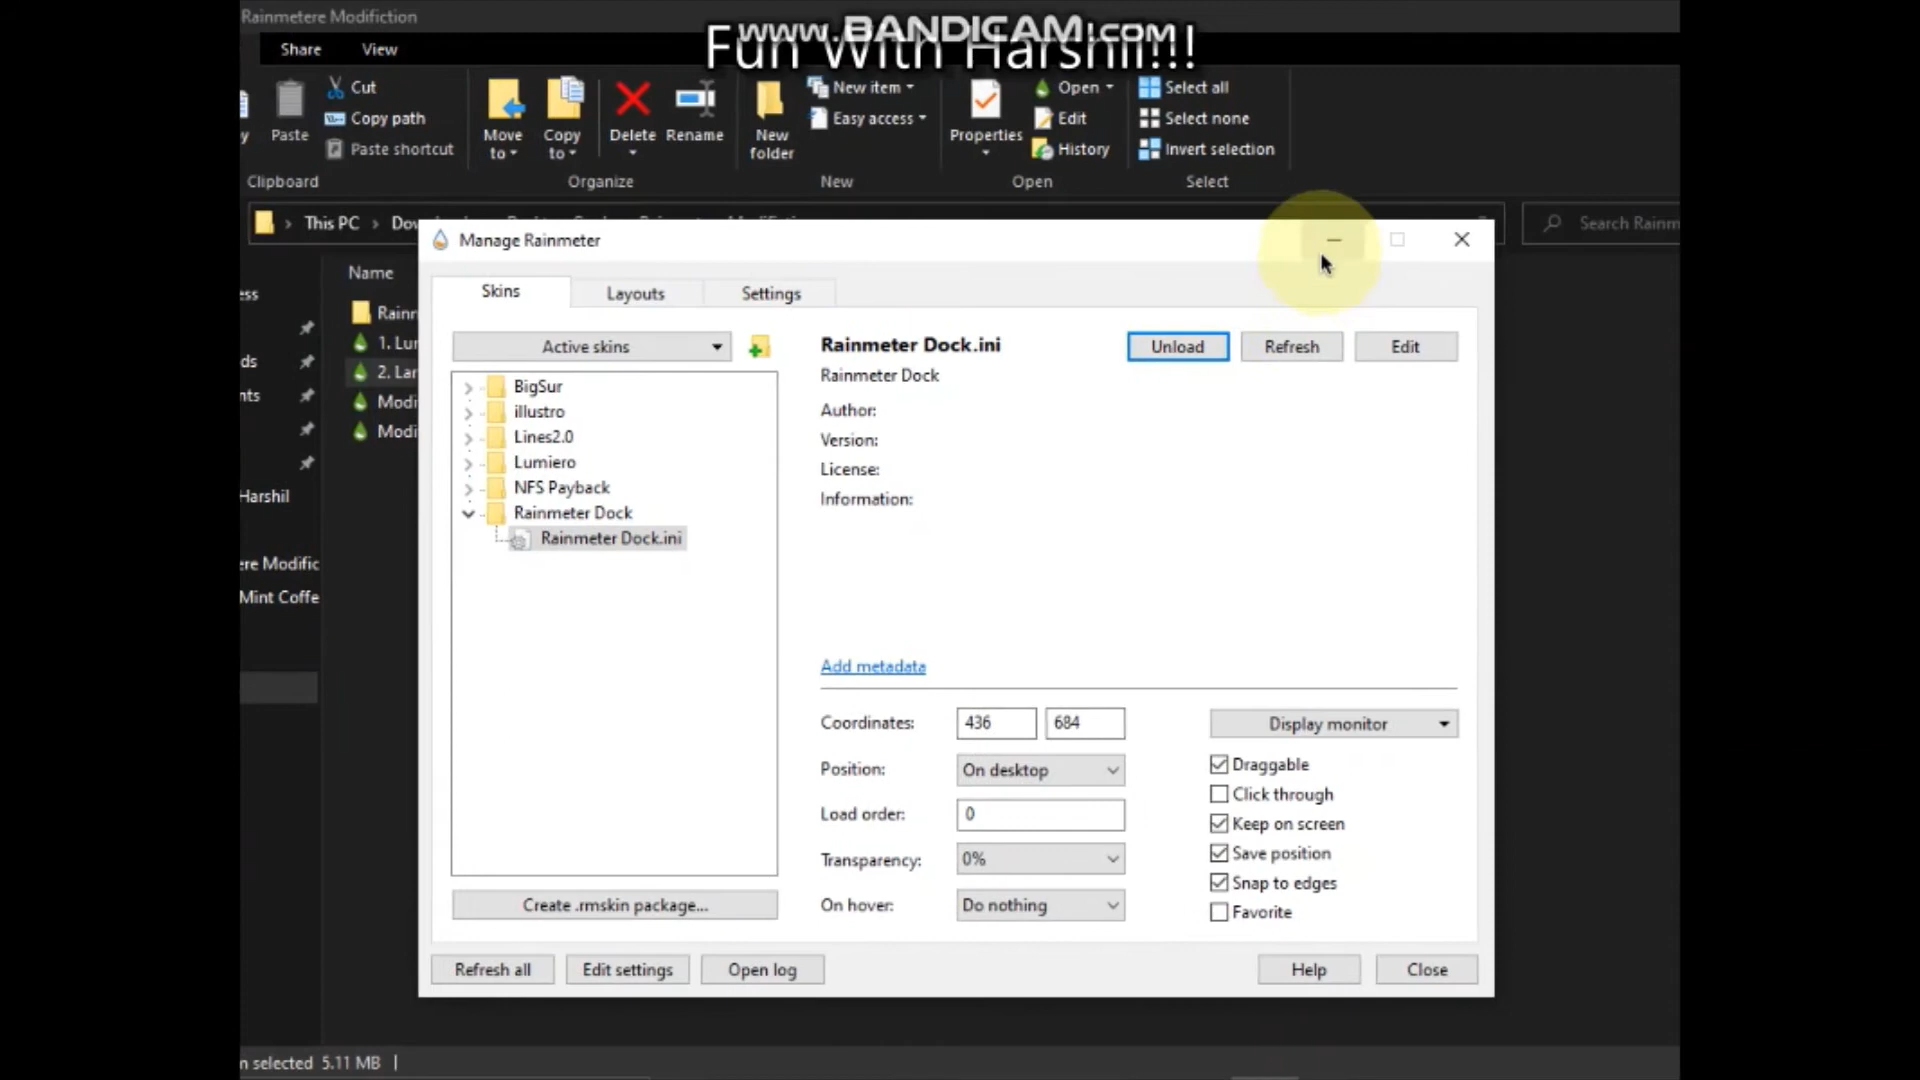 Rainmetere Modifiction
www.BANDICAM.com
Fun With Harshil!!!
Share
View
Cut
Copy path
Paste shortcut
Paste
Clipboard
Move to
Copy to
Delete
Rename
Organize
New folder
New item
Easy access
New
Properties
Open
Edit
History
Open
Select all
Select none
Invert selection
Select
This PC
Search Rainm
Name
ess
ds
nts
Harshil
ere Modific
Mint Coffe
Rainr
1. Lur
2. Lar
Modi
Modi
Manage Rainmeter
Skins
Layouts
Settings
Active skins
BigSur
illustro
Lines2.0
Lumiero
NFS Payback
Rainmeter Dock
Rainmeter Dock.ini
Create .rmskin package...
Rainmeter Dock.ini
Unload
Refresh
Edit
Rainmeter Dock
Author:
Version:
License:
Information:
Add metadata
Coordinates:
436
684
Display monitor
Position:
On desktop
Load order:
0
Transparency:
0%
On hover:
Do nothing
Draggable
Click through
Keep on screen
Save position
Snap to edges
Favorite
Refresh all
Edit settings
Open log
Help
Close
n selected 5.11 MB